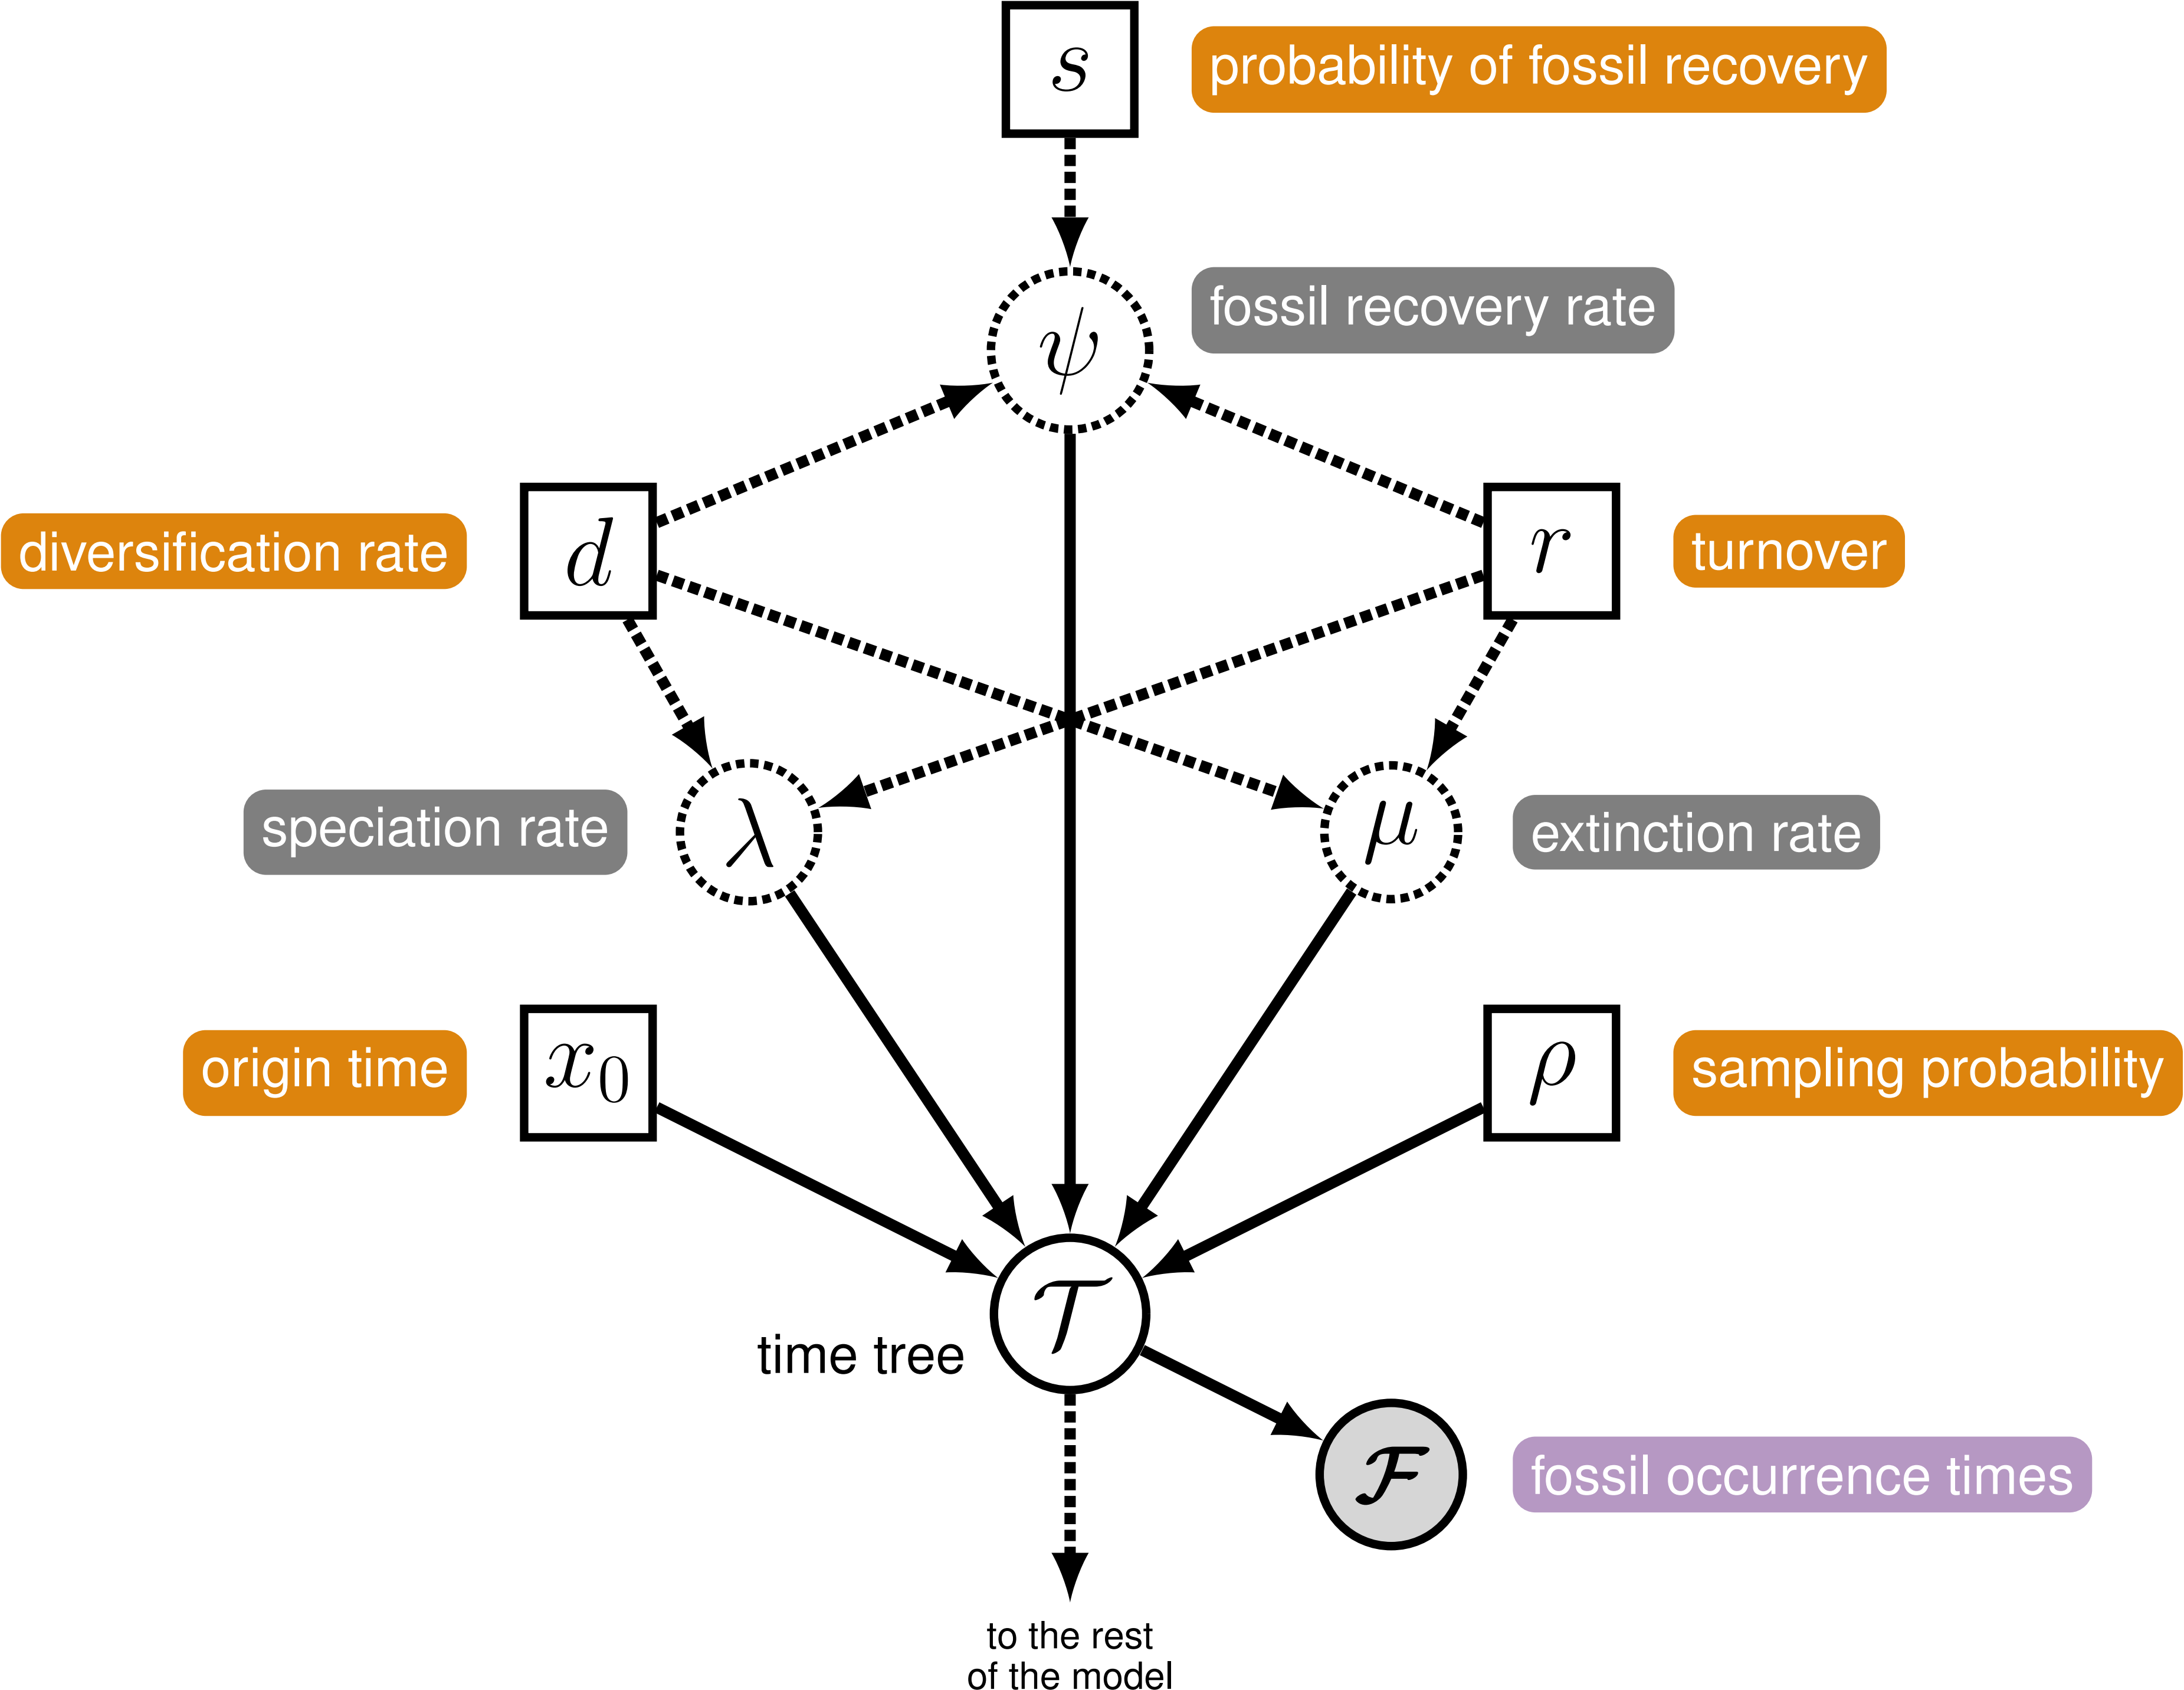 s
probability of fossil recovery
ψ
fossil recovery rate
diversification rate
d
r
turnover
speciation rate
λ
μ
extinction rate
origin time
x₀
ρ
sampling probability
𝒯
time tree
ℱ
fossil occurrence times
to the rest
of the model